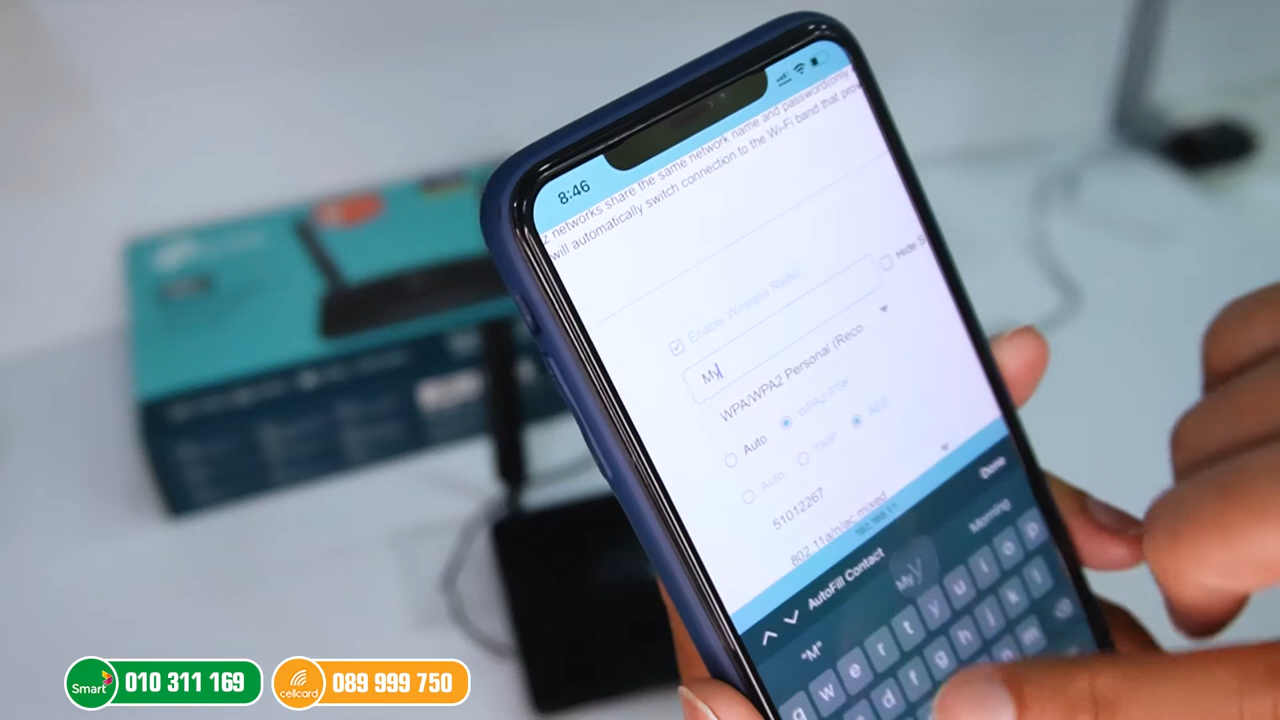 8:46
z networks share the same network name and password(only
will automatically switch connection to the Wi-Fi band that pro
Enable Wireless Radio
Hide S
My
WPA/WPA2 Personal (Reco...
Auto WPA2-PSK
Auto TKIP AES
51012267
802.11a/n/ac mixed
Done
AutoFill Contact
"M" My Morning
y
q w e t y u i o p
d f g h j k l
m
Smart 010 311 169
cellcard 089 999 750